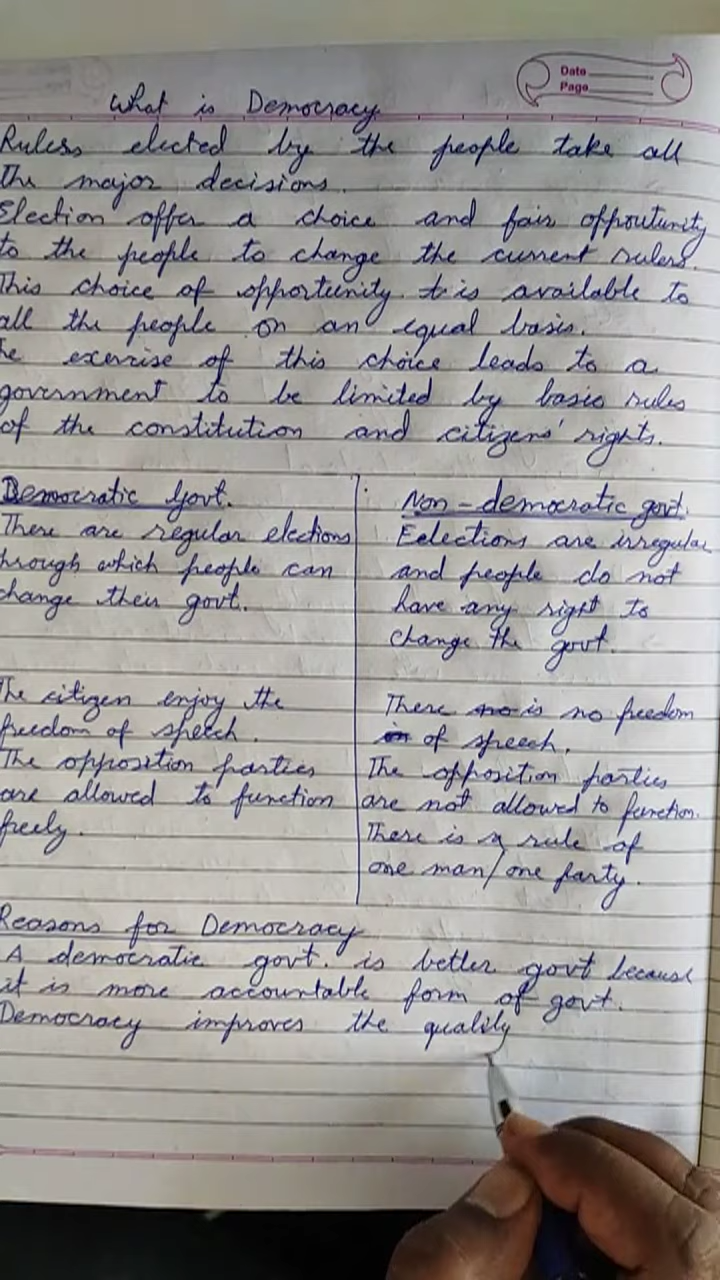 Date
Page
What is Democracy
Rulers elected by the people take all
the major decisions.
Election offer a choice and fair oppoutunity
to the people to change the current rulers.
This choice of opportunity is available to
all the people on an equal basis.
he exercise of this choice leads to a
government to be limited by basic rules
of the constitution and citizens' rights.
Democratic Govt.
There are regular elections
through which people can
change their govt.
The citizen enjoy the
freedom of speech.
The opposition parties
are allowed to function
freely.
Non-democratic govt.
Eelections are irregular
and people do not
have any right to
change the govt.
There is no freedom
of speech.
The opposition parties
are not allowed to function.
There is rule of
one man/one party.
Reasons for Democracy
A democratic govt. is better govt because
it is more accountable form of govt.
Democracy improves the quality